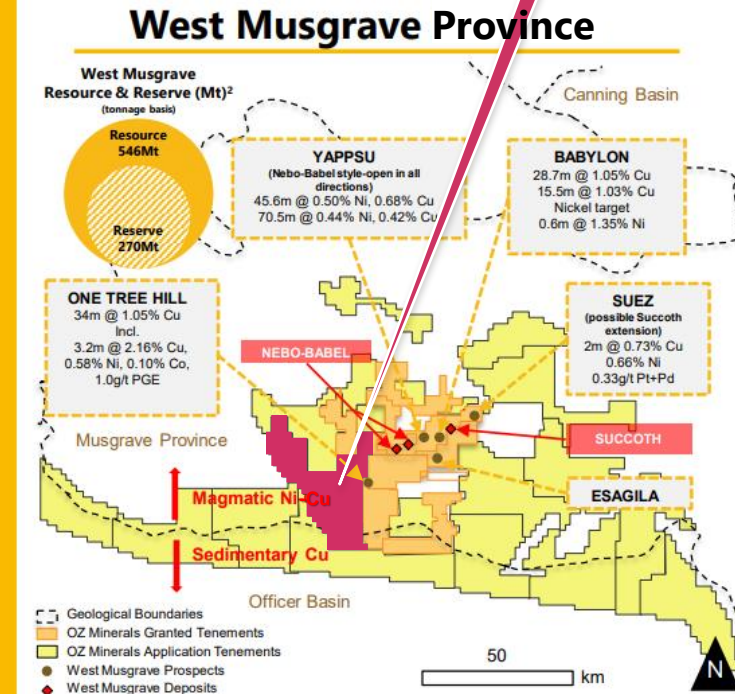 West Musgrave Province
West Musgrave
Resource & Reserve (Mt)²
(tonnage basis)
Resource
546Mt
Reserve
270Mt
Canning Basin
YAPPSU
(Nebo-Babel style-open in all
directions)
45.6m @ 0.50% Ni, 0.68% Cu
70.5m @ 0.44% Ni, 0.42% Cu
BABYLON
28.7m @ 1.05% Cu
15.5m @ 1.03% Cu
Nickel target
0.6m @ 1.35% Ni
ONE TREE HILL
34m @ 1.05% Cu
Incl.
3.2m @ 2.16% Cu,
0.58% Ni, 0.10% Co,
1.0g/t PGE
SUEZ
(possible Succoth
extension)
2m @ 0.73% Cu
0.66% Ni
0.33g/t Pt+Pd
NEBO-BABEL
SUCCOTH
Musgrave Province
ESAGILA
Magmatic Ni-Cu
Sedimentary Cu
Officer Basin
Geological Boundaries
OZ Minerals Granted Tenements
OZ Minerals Application Tenements
West Musgrave Prospects
West Musgrave Deposits
50
km
N